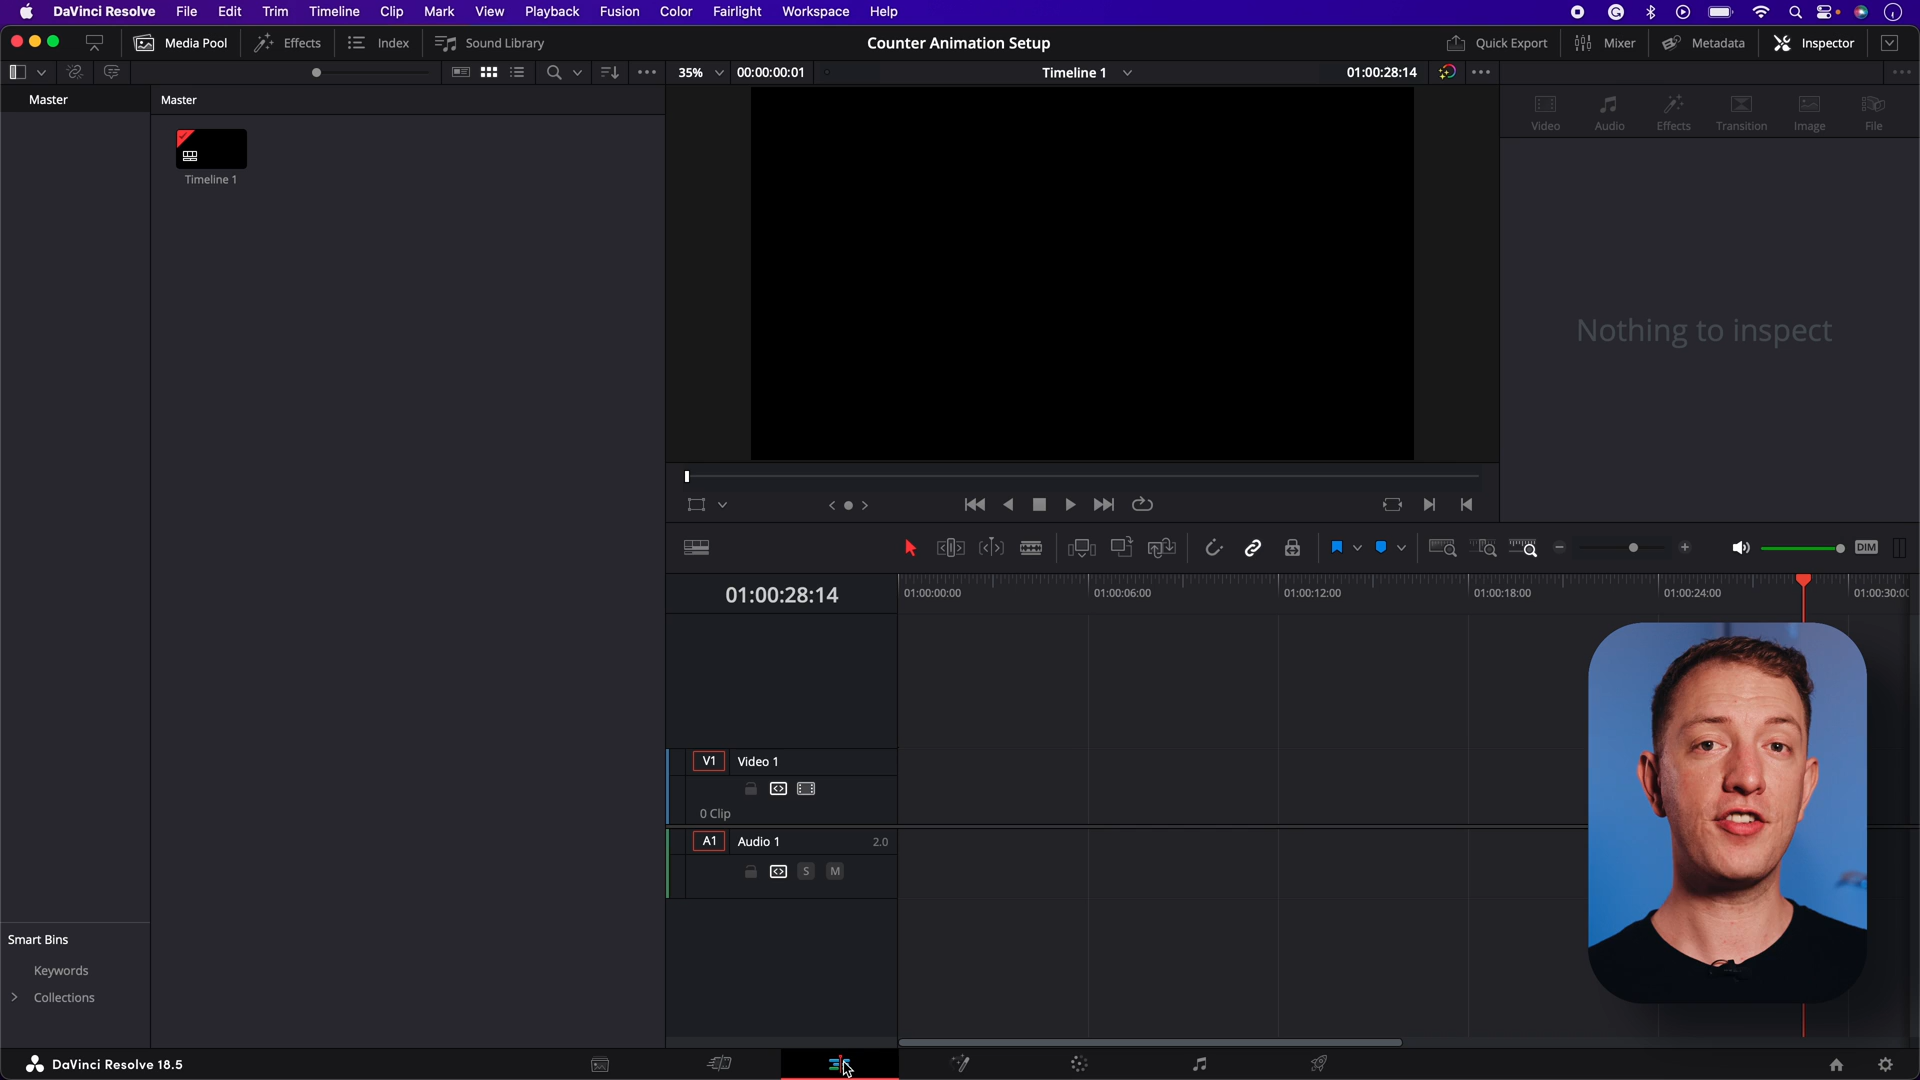 DaVinci Resolve File Edit Trim Timeline Clip Mark View Playback Fusion Color Fairlight Workspace Help
Media Pool Effects Index Sound Library Counter Animation Setup Quick Export Mixer Metadata Inspector
35% 00:00:00:01 Timeline 1 01:00:28:14
Master Master
Video Audio Effects Transition Image File
Timeline 1
Nothing to inspect
DIM
01:00:28:14 01:00:00:00 01:00:06:00 01:00:12:00 01:00:18:00 01:00:24:00 01:00:30:00
V1 Video 1
0 Clip
A1 Audio 1 2.0
S M
Smart Bins
Keywords
Collections
DaVinci Resolve 18.5